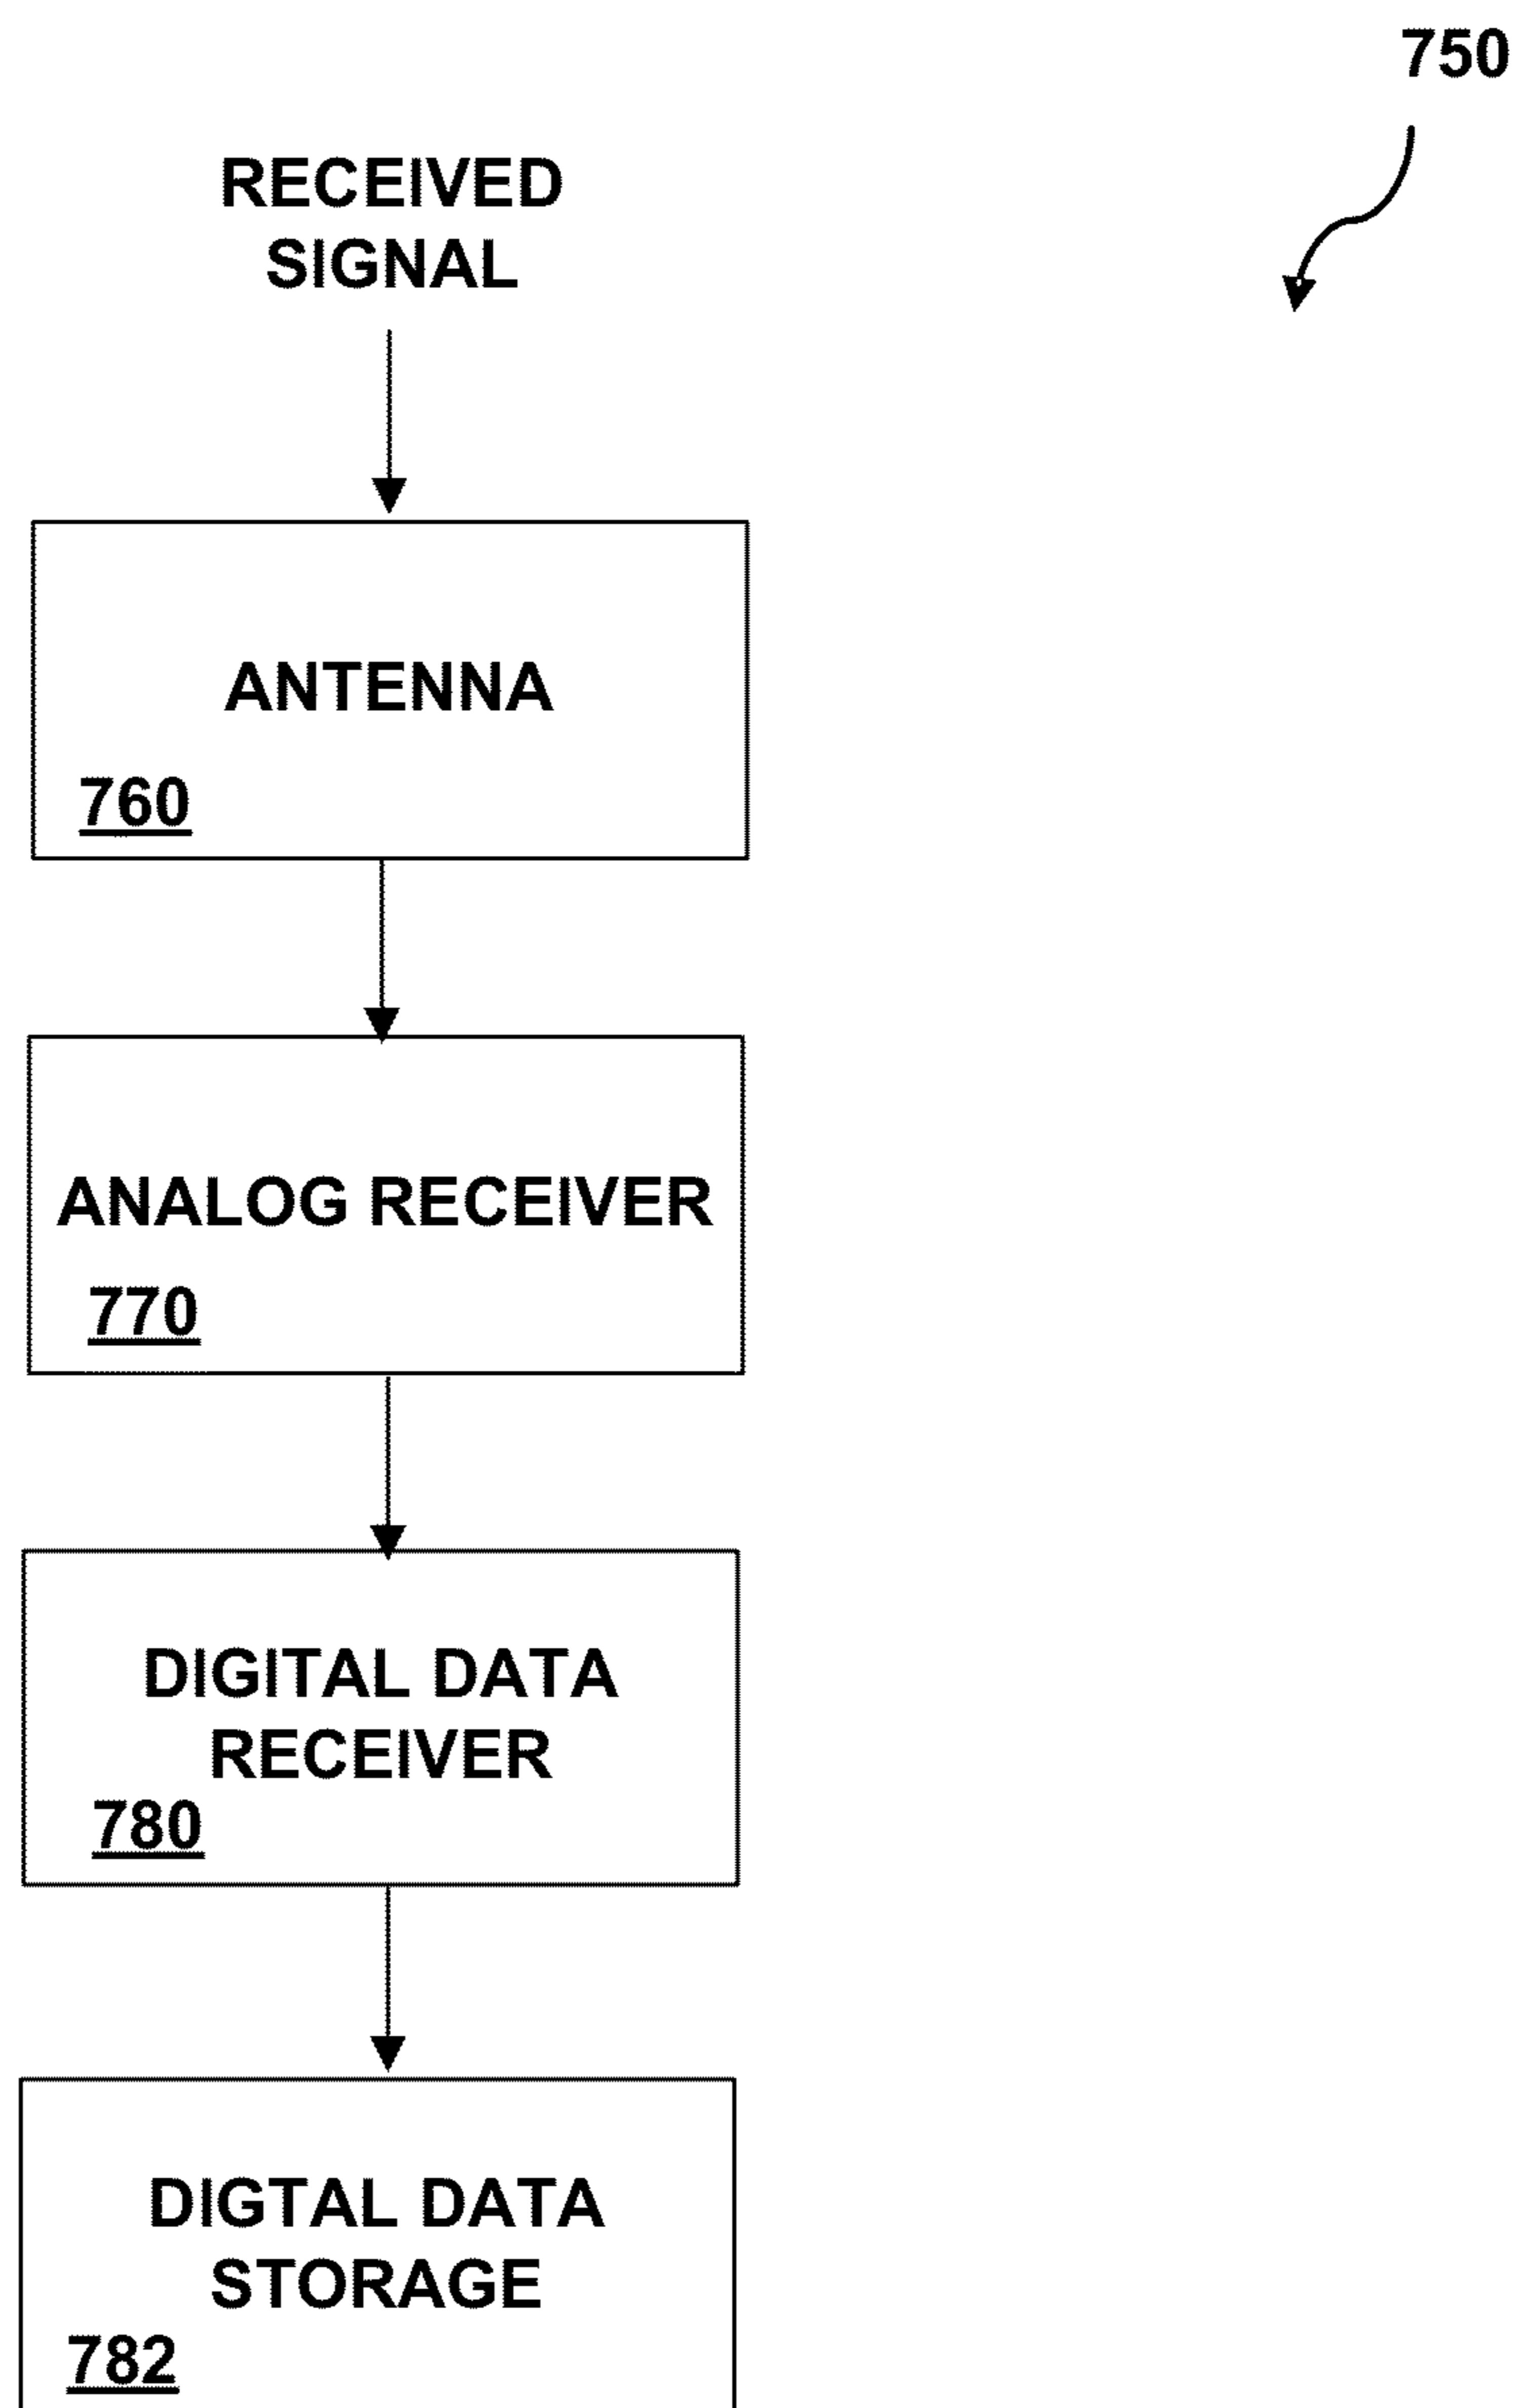 750
RECEIVED
SIGNAL
ANTENNA
760
ANALOG RECEIVER
770
DIGITAL DATA
RECEIVER
780
DIGTAL DATA
STORAGE
782